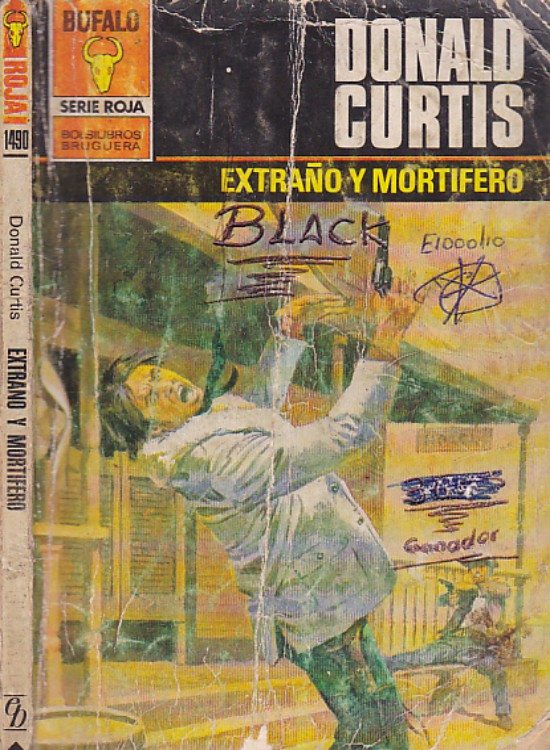 BUFALO
SERIE ROJA
BOLSILIBROS
BRUGUERA
DONALD
CURTIS
EXTRAÑO Y MORTIFERO
BLACK
Ganador
ROJA
1490
Donald Curtis
EXTRAÑO Y MORTIFERO